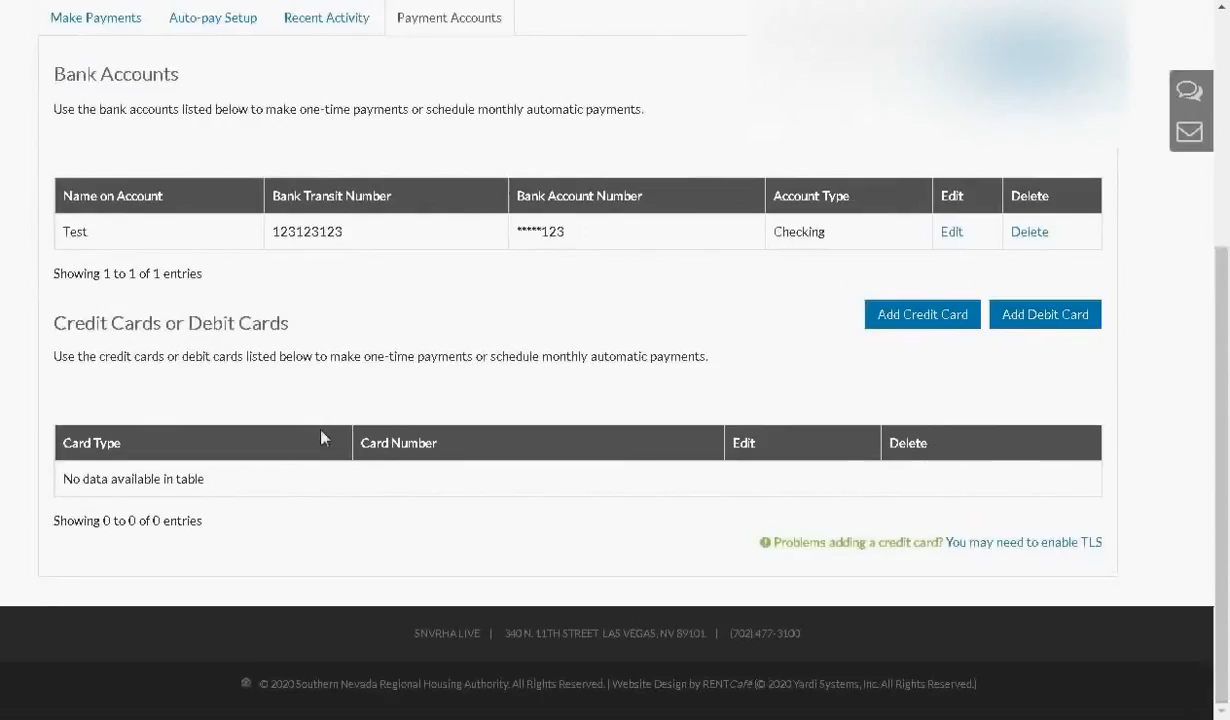 Make Payments Auto-pay Setup Recent Activity Payment Accounts
Bank Accounts
Use the bank accounts listed below to make one-time payments or schedule monthly automatic payments.
Name on Account Bank Transit Number Bank Account Number Account Type Edit Delete
Test 123123123 *****123 Checking Edit Delete
Showing 1 to 1 of 1 entries
Credit Cards or Debit Cards Add Credit Card Add Debit Card
Use the credit cards or debit cards listed below to make one-time payments or schedule monthly automatic payments.
Card Type Card Number Edit Delete
No data available in table
Showing 0 to 0 of 0 entries
Problems adding a credit card? You may need to enable TLS
SNVRHA LIVE | 340 N. 11TH STREET LAS VEGAS, NV 89101 | (702) 477-3100
© 2020 Southern Nevada Regional Housing Authority. All Rights Reserved. | Website Design by RENTCafé (© 2020 Yardi Systems, Inc. All Rights Reserved.)